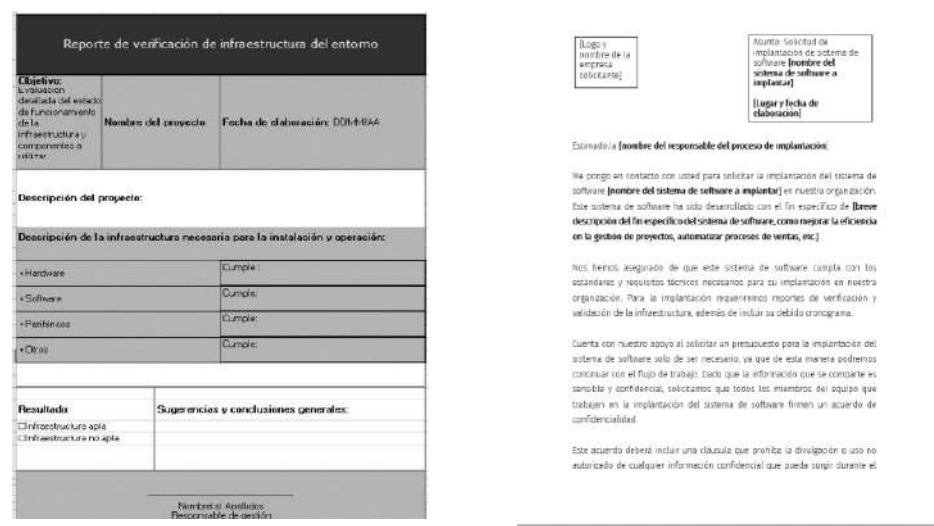 Reporte de verificación de infraestructura del entorno
Objetivo:
Evaluación
detallada del estado
de funcionamiento
de la
infraestructura y
componentes a
utilizar
Nombre del proyecto
Fecha de elaboración: DD/MM/AA
Descripción del proyecto:
Descripción de la infraestructura necesaria para la instalación y operación:
• Hardware
Cumple :
• Software
Cumple:
• Periféricos
Cumple:
• Otros
Cumple:
Resultado
Sugerencias y conclusiones generales:
☐Infraestructura apta
☐Infraestructura no apta
Nombre(s) Apellidos
Responsable de gestión
[Logo y
nombre de la
empresa
solicitante]
Asunto: Solicitud de
implantación de sistema de
software [nombre del
sistema de software a
implantar]
[Lugar y fecha de
elaboración]
Estimado/a [nombre del responsable del proceso de implantación]
Me pongo en contacto con usted para solicitar la implantación del sistema de
software [nombre del sistema de software a implantar] en nuestra organización.
Este sistema de software ha sido desarrollado con el fin específico de [breve
descripción del fin específico del sistema de software, como mejorar la eficiencia
en la gestión de proyectos, automatizar procesos de ventas, etc.]
Nos hemos asegurado de que este sistema de software cumpla con los
estándares y requisitos técnicos necesarios para su implantación en nuestra
organización. Para la implantación requeriremos reportes de verificación y
validación de la infraestructura, además de incluir su debido cronograma.
Cuenta con nuestro apoyo al solicitar un presupuesto para la implantación del
sistema de software solo de ser necesario, ya que de esta manera podremos
continuar con el flujo de trabajo. Dado que la información que se comparte es
sensible y confidencial, solicitamos que todos los miembros del equipo que
trabajen en la implantación del sistema de software firmen un acuerdo de
confidencialidad.
Este acuerdo deberá incluir una cláusula que prohíba la divulgación o uso no
autorizado de cualquier información confidencial que pueda surgir durante el